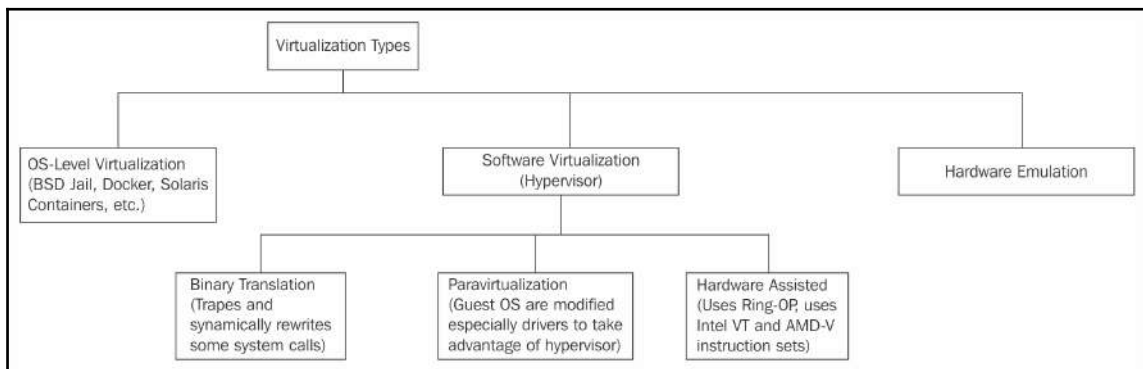 Virtualization Types
OS-Level Virtualization
(BSD Jail, Docker, Solaris
Containers, etc.)
Software Virtualization
(Hypervisor)
Hardware Emulation
Binary Translation
(Trapes and
synamically rewrites
some system calls)
Paravirtualization
(Guest OS are modified
especially drivers to take
advantage of hypervisor)
Hardware Assisted
(Uses Ring-OP, uses
Intel VT and AMD-V
instruction sets)